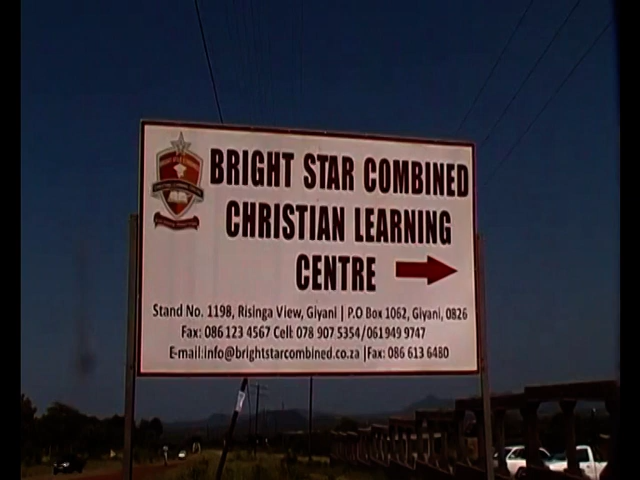 BRIGHT STAR COMBINED
CHRISTIAN LEARNING
CENTRE
Stand No. 1198, Risinga View, Giyani | P.O Box 1062, Giyani, 0826
Fax: 086 123 4567 Cell: 078 907 5354/061949 9747
E-mail:info@brightstarcombined.co.za |Fax: 086 613 6480